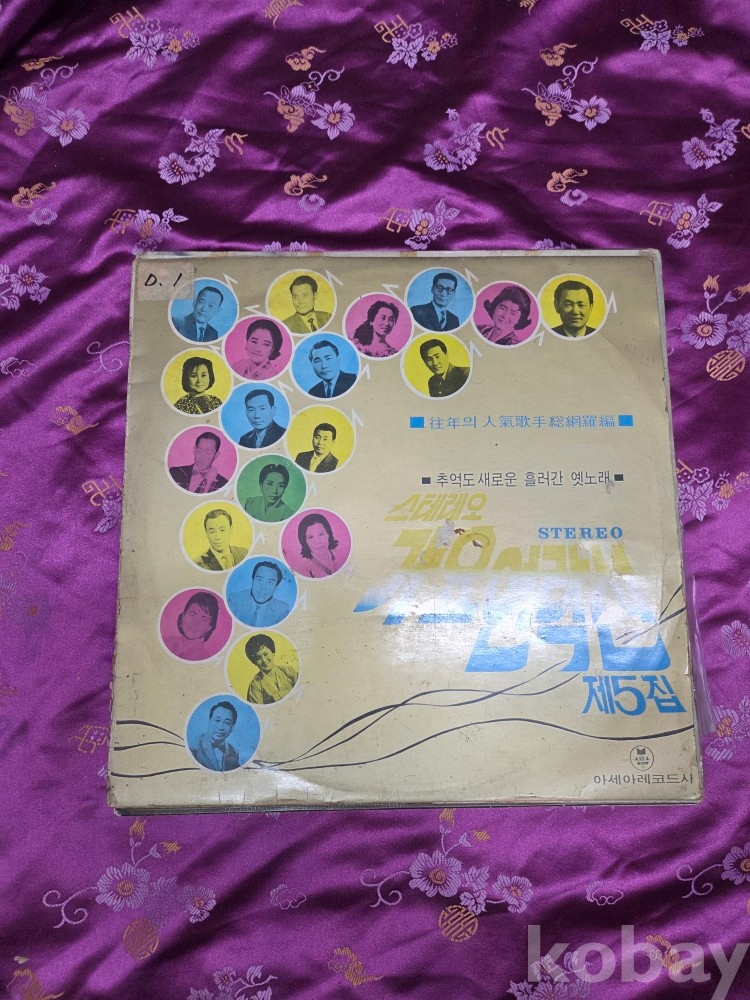 D.1
■往年의 人氣歌手総網羅編■
■추억도 새로운 흘러간 옛노래■
스테레오
STEREO
제5집
ASIA
아세아레코드사
kobay